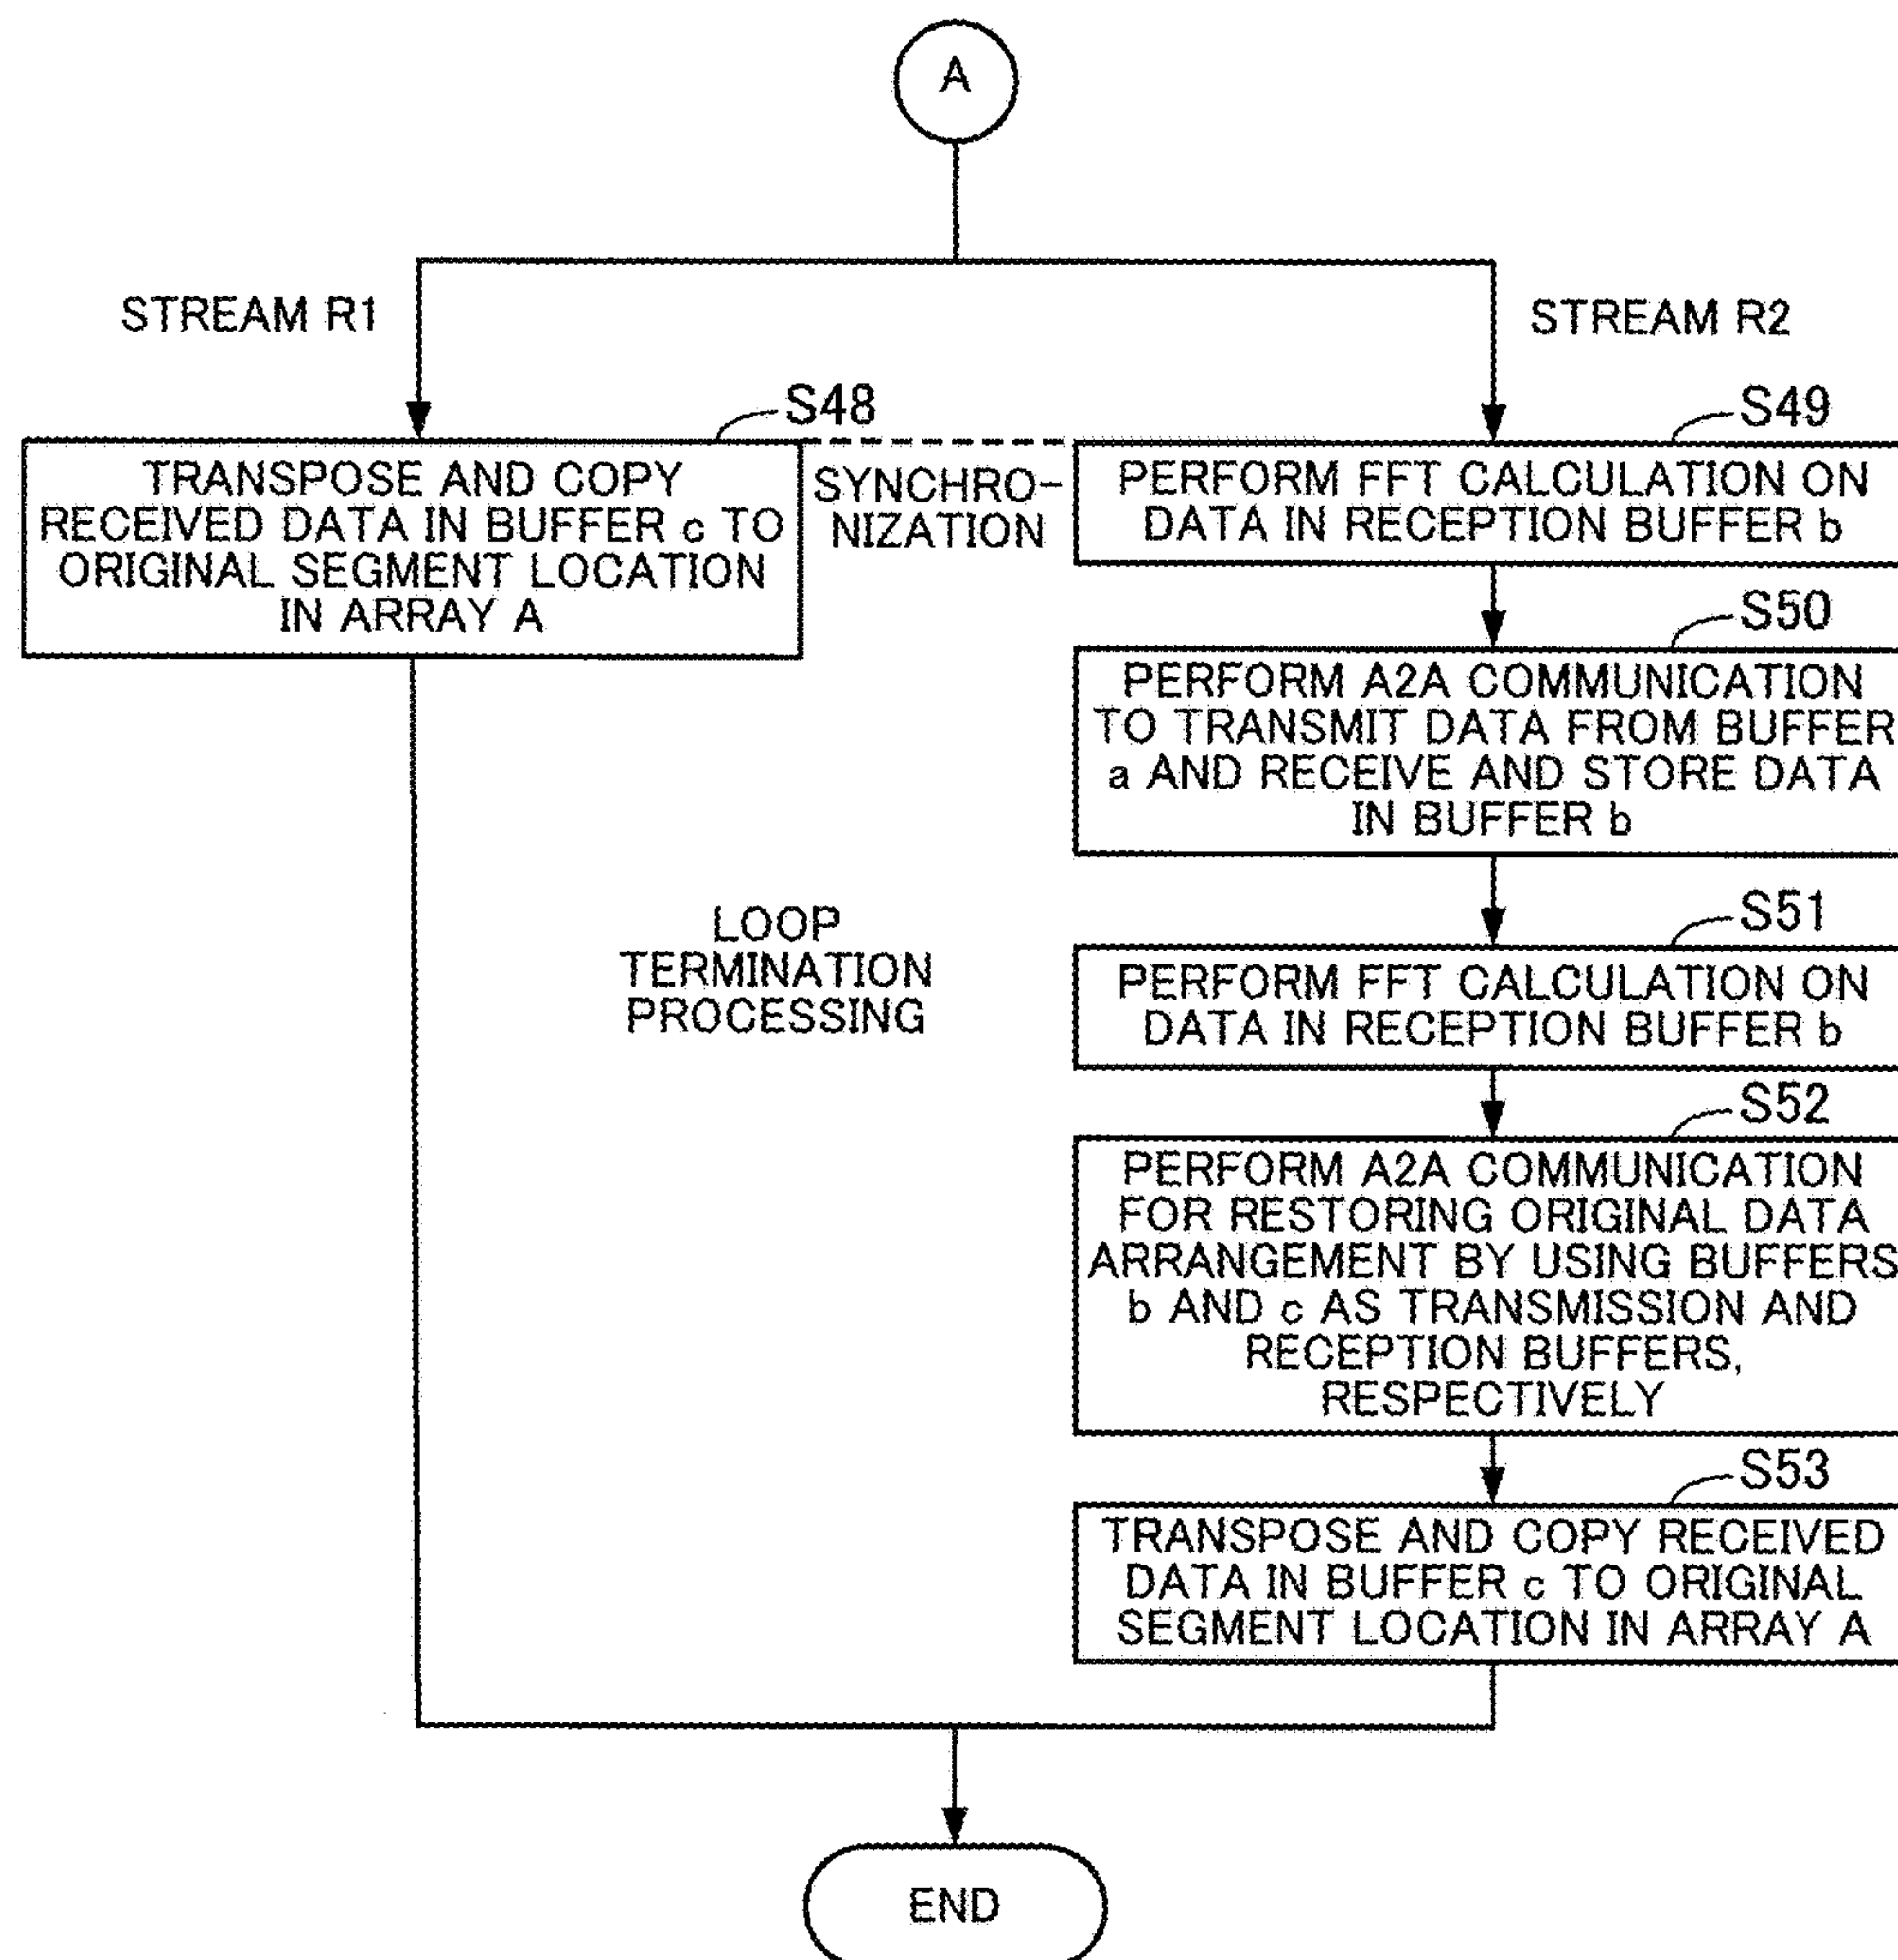 A
STREAM R1
STREAM R2
S48
TRANSPOSE AND COPY
RECEIVED DATA IN BUFFER c TO
ORIGINAL SEGMENT LOCATION
IN ARRAY A
SYNCHRO-
NIZATION
S49
PERFORM FFT CALCULATION ON
DATA IN RECEPTION BUFFER b
S50
PERFORM A2A COMMUNICATION
TO TRANSMIT DATA FROM BUFFER
a AND RECEIVE AND STORE DATA
IN BUFFER b
LOOP
TERMINATION
PROCESSING
S51
PERFORM FFT CALCULATION ON
DATA IN RECEPTION BUFFER b
S52
PERFORM A2A COMMUNICATION
FOR RESTORING ORIGINAL DATA
ARRANGEMENT BY USING BUFFERS
b AND c AS TRANSMISSION AND
RECEPTION BUFFERS,
RESPECTIVELY
S53
TRANSPOSE AND COPY RECEIVED
DATA IN BUFFER c TO ORIGINAL
SEGMENT LOCATION IN ARRAY A
END